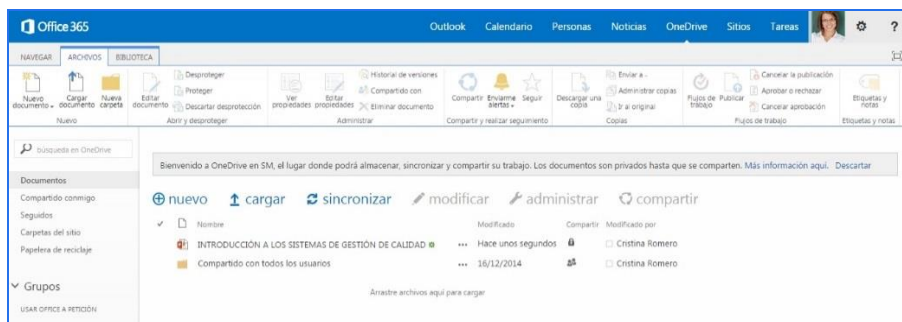 Office 365
Outlook Calendario Personas Noticias OneDrive Sitios Tareas ?
NAVEGAR ARCHIVOS BIBLIOTECA
Nuevo documento
Cargar documento
Nueva carpeta
Nuevo
Editar documento
Desproteger
Proteger
Descartar desprotección
Abrir y desproteger
Ver propiedades
Editar propiedades
Historial de versiones
Compartido con
Eliminar documento
Administrar
Compartir
Enviarme alertas
Seguir
Compartir y realizar seguimiento
Descargar una copia
Enviar a
Administrar copias
Ir a original
Copias
Flujos de trabajo
Publicar
Cancelar la publicación
Aprobar o rechazar
Cancelar aprobación
Flujos de trabajo
Etiquetas y notas
Etiquetas y notas
búsqueda en OneDrive
Bienvenido a OneDrive en SM, el lugar donde podrá almacenar, sincronizar y compartir su trabajo. Los documentos son privados hasta que se comparten. Más información aquí. Descartar
Documentos
Compartido conmigo
Seguidos
Carpetas del sitio
Papelera de reciclaje
Grupos
USAR OFFICE A PETICIÓN
nuevo cargar sincronizar modificar administrar compartir
Nombre Modificado Compartir Modificado por
INTRODUCCIÓN A LOS SISTEMAS DE GESTIÓN DE CALIDAD ... Hace unos segundos Cristina Romero
Compartido con todos los usuarios ... 16/12/2014 Cristina Romero
Arrastre archivos aquí para cargar